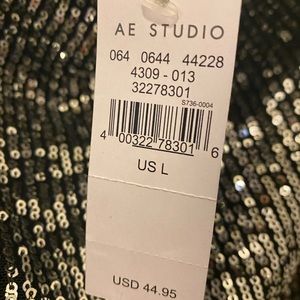 AE STUDIO
064 0644 44228
4309 - 013
32278301
S736-0004
4 00322 78301 6
US L
USD 44.95